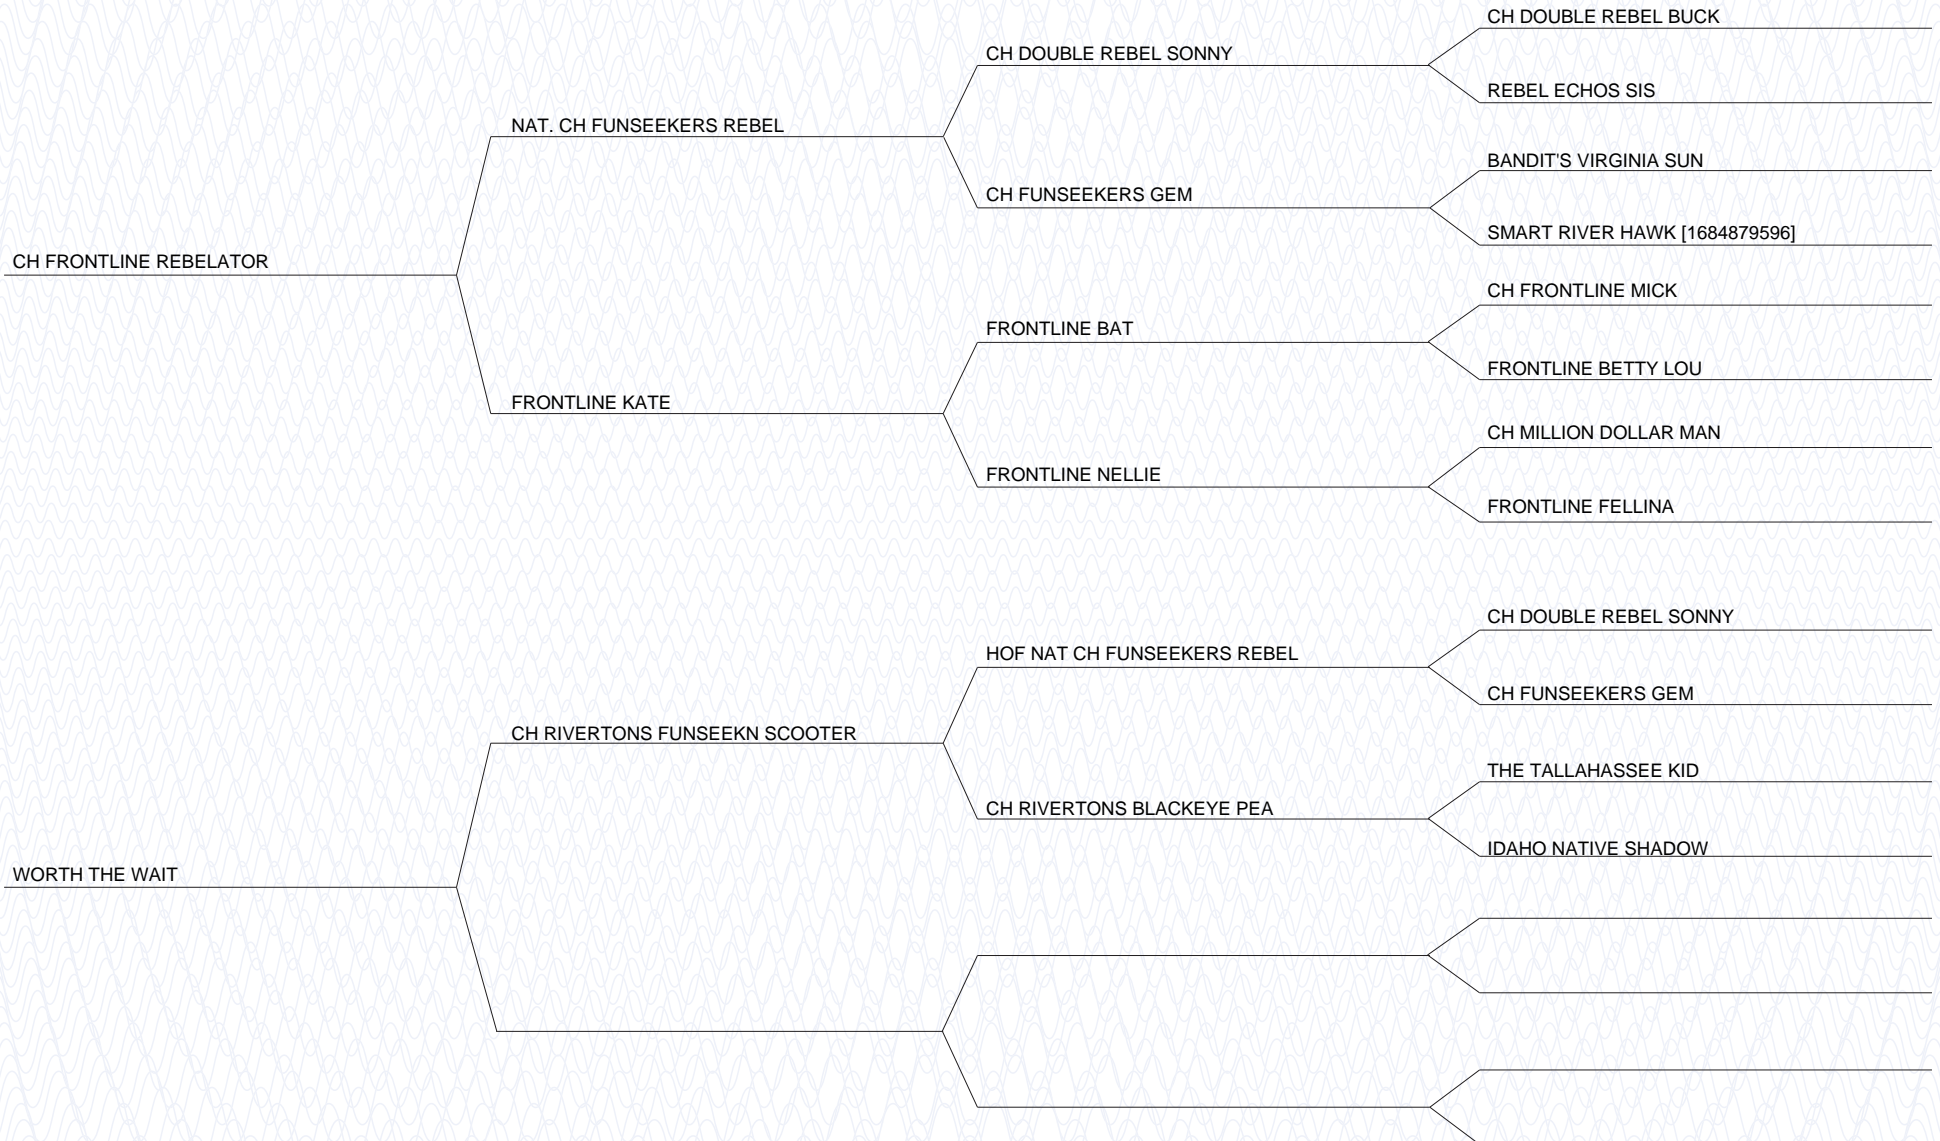 CH DOUBLE REBEL BUCK
CH DOUBLE REBEL SONNY
REBEL ECHOS SIS
NAT. CH FUNSEEKERS REBEL
BANDIT'S VIRGINIA SUN
CH FUNSEEKERS GEM
SMART RIVER HAWK [1684879596]
CH FRONTLINE REBELATOR
CH FRONTLINE MICK
FRONTLINE BAT
FRONTLINE BETTY LOU
FRONTLINE KATE
CH MILLION DOLLAR MAN
FRONTLINE NELLIE
FRONTLINE FELLINA
CH DOUBLE REBEL SONNY
HOF NAT CH FUNSEEKERS REBEL
CH FUNSEEKERS GEM
CH RIVERTONS FUNSEEKN SCOOTER
THE TALLAHASSEE KID
CH RIVERTONS BLACKEYE PEA
IDAHO NATIVE SHADOW
WORTH THE WAIT